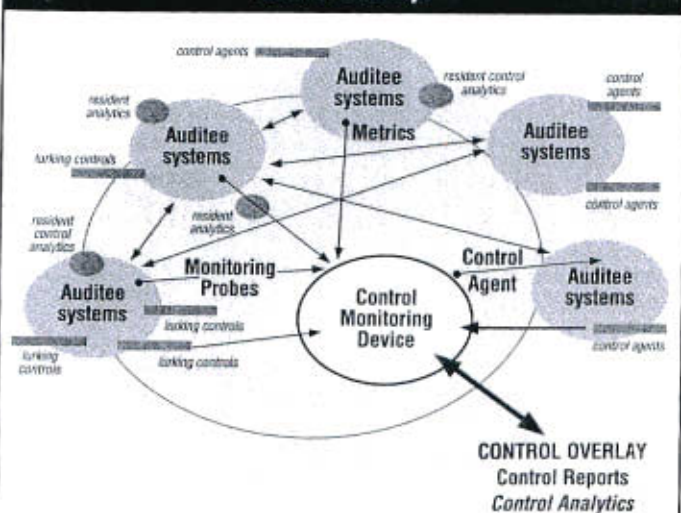 control agents
Auditee
systems
resident control
analytics
control
agents
resident
analytics
Auditee
systems
Metrics
Auditee
systems
lurking controls
control agents
resident
control
analytics
resident
analytics
Monitoring
Probes
Control
Agent
Auditee
systems
Auditee
systems
Control
Monitoring
Device
lurking controls
lurking
controls
lurking controls
control agents
CONTROL OVERLAY
Control Reports
Control Analytics